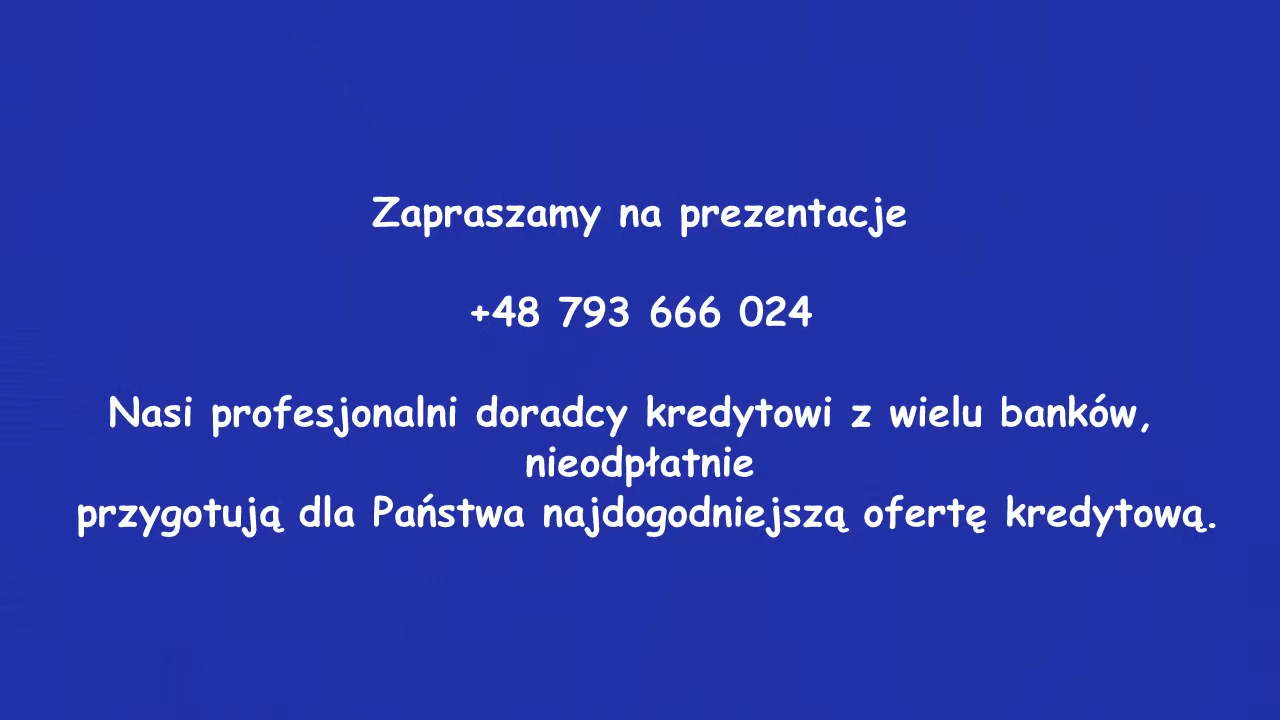 Zapraszamy na prezentacje
+48 793 666 024
Nasi profesjonalni doradcy kredytowi z wielu banków,
nieodpłatnie
przygotują dla Państwa najdogodniejszą ofertę kredytową.